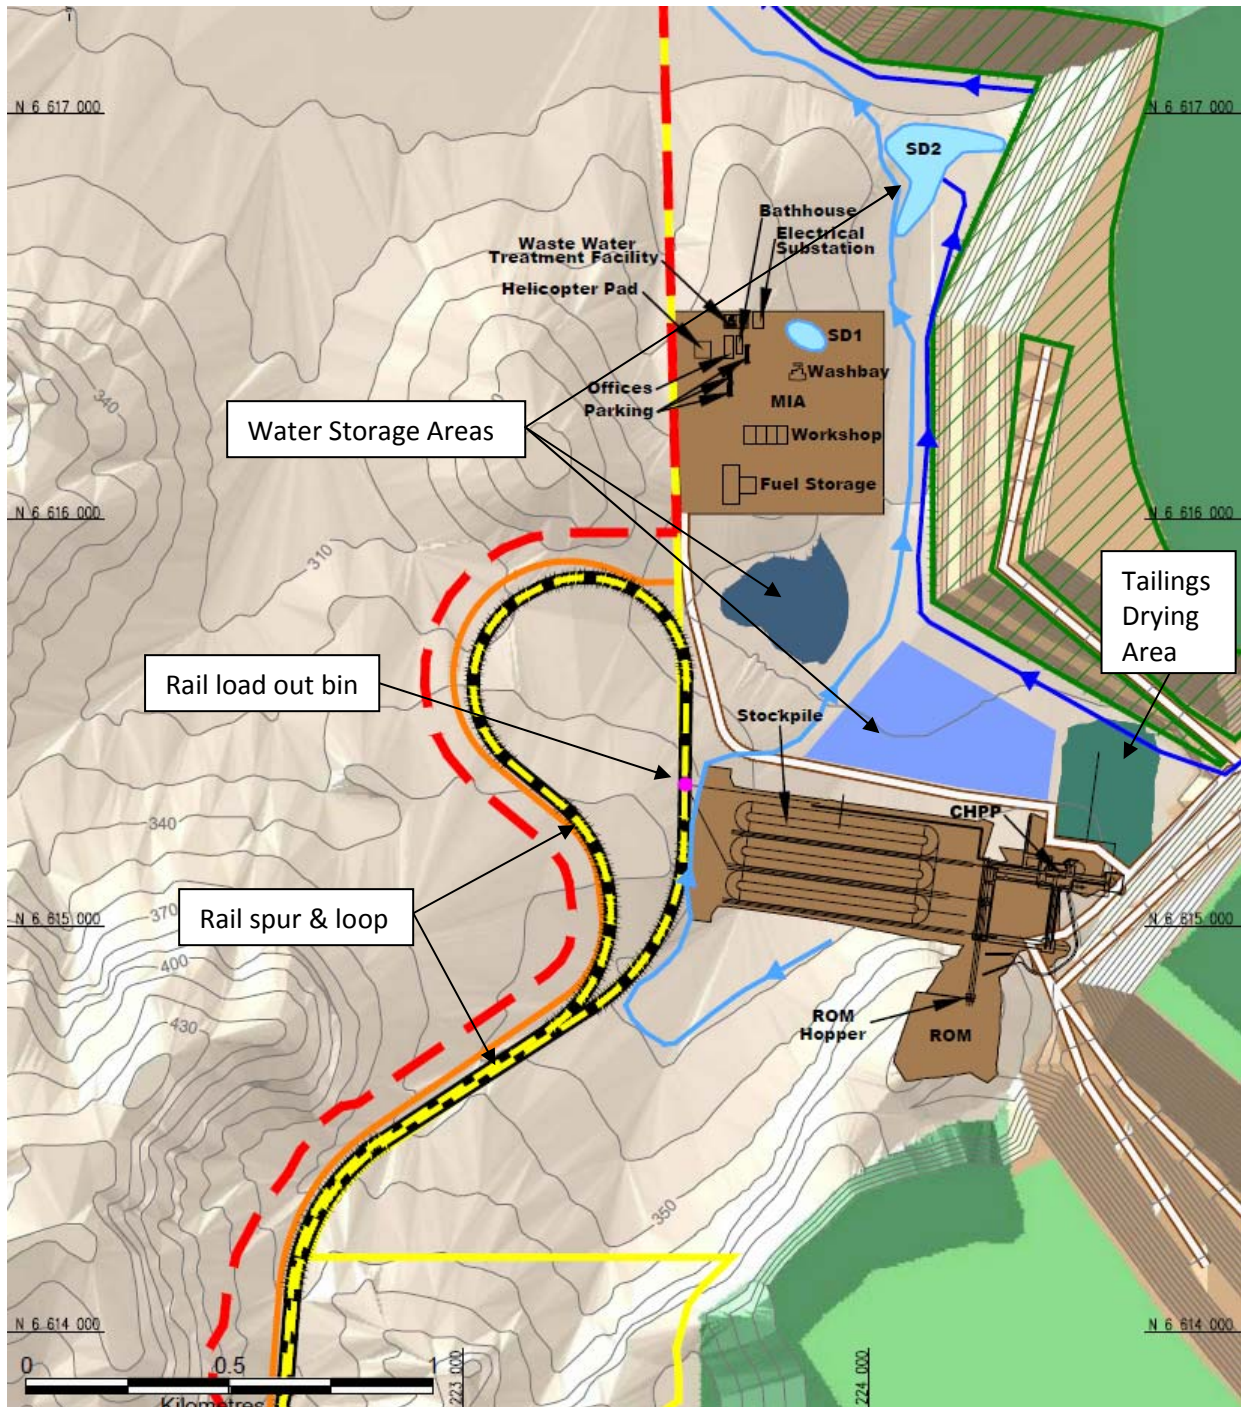 N 6 617 000
N 6 617 000
SD2
Bathhouse
Electrical
Substation
Waste Water
Treatment Facility
Helicopter Pad
SD1
Offices
Washbay
Parking
MIA
340
Water Storage Areas
Workshop
Fuel Storage
N 6 616 000
N 6 616 000
310
Tailings
Drying
Area
Rail load out bin
Stockpile
CHPP
340
370
Rail spur & loop
N 6 615 000
N 6 615 000
400
430
ROM
Hopper
ROM
350
N 6 614 000
N 6 614 000
0
0.5
1
Kilometres
223 000
224 000